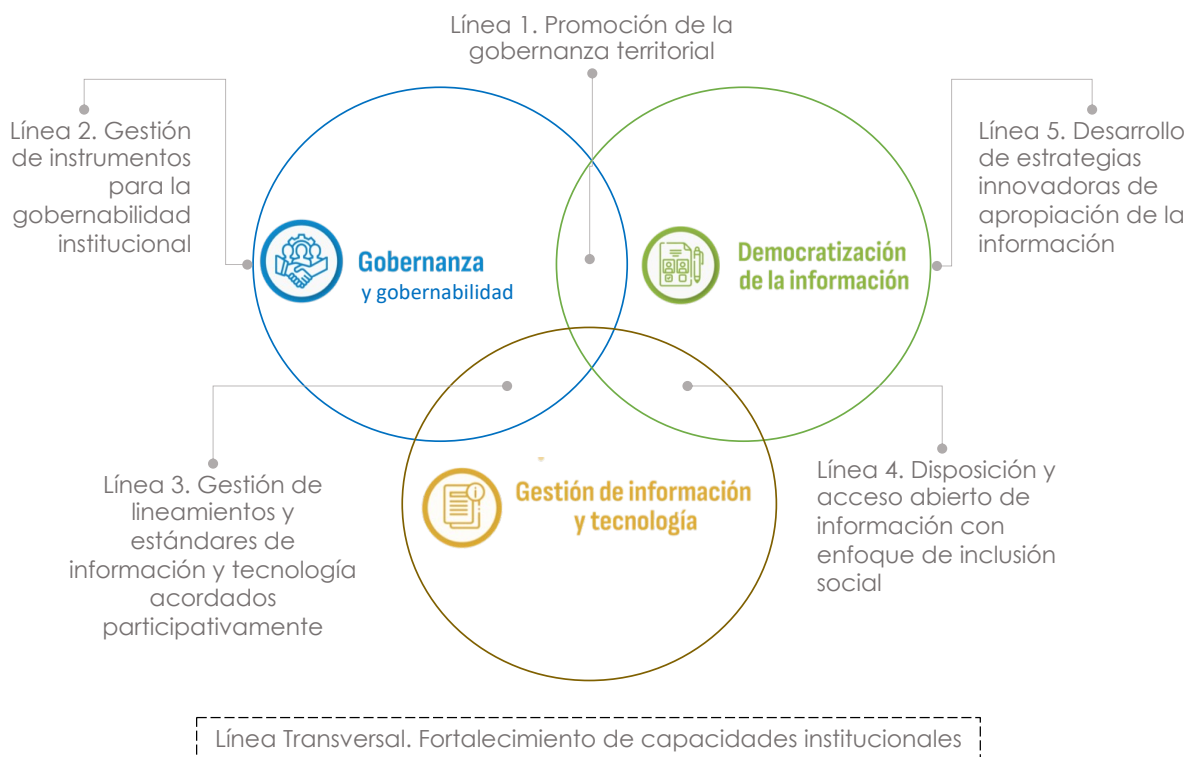 Línea 1. Promoción de la
gobernanza territorial
Línea 2. Gestión
de instrumentos
para la
gobernabilidad
institucional
Línea 5. Desarrollo
de estrategias
innovadoras de
apropiación de la
información
Gobernanza
y gobernabilidad
Democratización
de la información
Gestión de información
y tecnología
Línea 3. Gestión de
lineamientos y
estándares de
información y tecnología
acordados
participativamente
Línea 4. Disposición y
acceso abierto de
información con
enfoque de inclusión
social
Línea Transversal. Fortalecimiento de capacidades institucionales